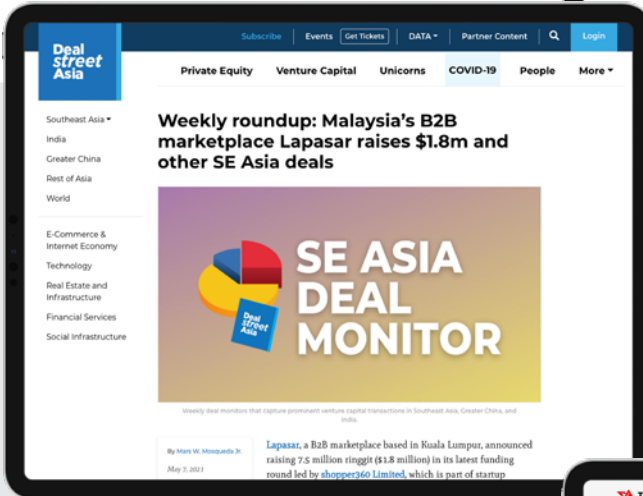 Deal
street
Asia
Subscribe
Events
Get Tickets
DATA
Partner Content
Login
Private Equity
Venture Capital
Unicorns
COVID-19
People
More
Southeast Asia
India
Greater China
Rest of Asia
World
E-Commerce &
Internet Economy
Technology
Real Estate and
Infrastructure
Financial Services
Social Infrastructure
Weekly roundup: Malaysia's B2B
marketplace Lapasar raises $1.8m and
other SE Asia deals
Deal
street
Asia
SE ASIA
DEAL
MONITOR
Weekly deal monitors that capture prominent venture capital transactions in Southeast Asia, Greater China, and
India.
By Mars W. Mosqueda Jr.
May 7, 2021
Lapasar, a B2B marketplace based in Kuala Lumpur, announced
raising 7.5 million ringgit ($1.8 million) in its latest funding
round led by shopper360 Limited, which is part of startup